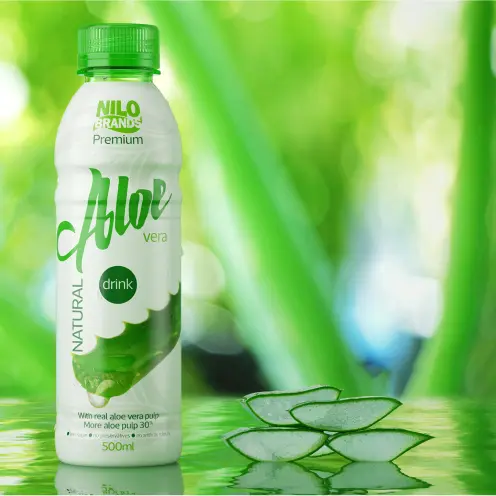 NILO
BRANDS
Premium
Aloe
vera
NATURAL
drink
With real aloe vera pulp
More aloe pulp 30%
500ml